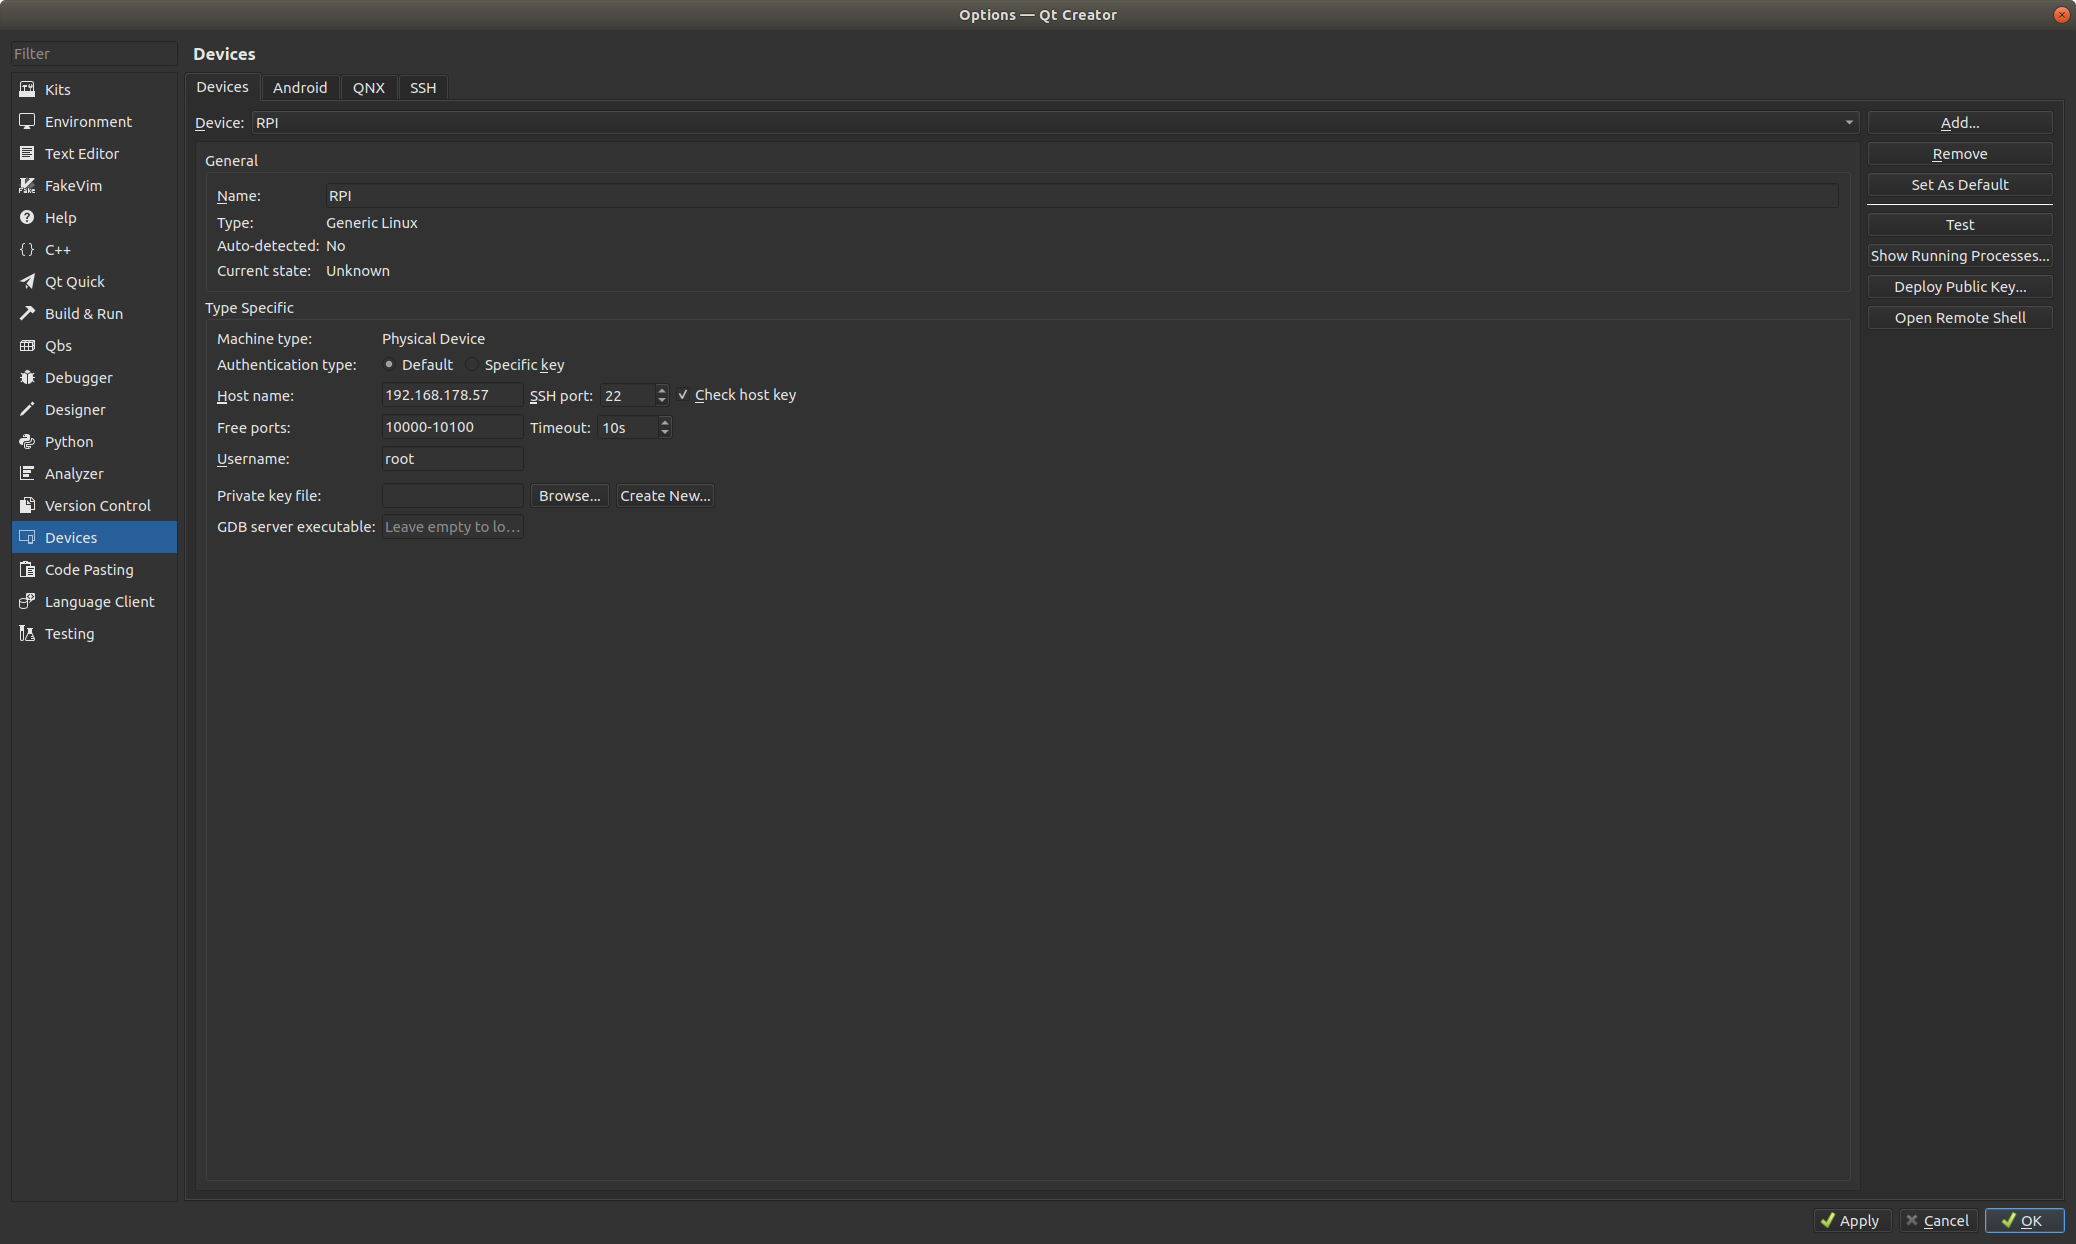 Options — Qt Creator
Filter
Kits
Environment
Text Editor
FakeVim
Help
C++
Qt Quick
Build & Run
Qbs
Debugger
Designer
Python
Analyzer
Version Control
Devices
Code Pasting
Language Client
Testing
Devices
Devices Android QNX SSH
Device: RPI
General
Name: RPI
Type: Generic Linux
Auto-detected: No
Current state: Unknown
Type Specific
Machine type: Physical Device
Authentication type: Default Specific key
Host name: 192.168.178.57 SSH port: 22 Check host key
Free ports: 10000-10100 Timeout: 10s
Username: root
Private key file: Browse... Create New...
GDB server executable: Leave empty to lo...
Add...
Remove
Set As Default
Test
Show Running Processes...
Deploy Public Key...
Open Remote Shell
Apply Cancel OK